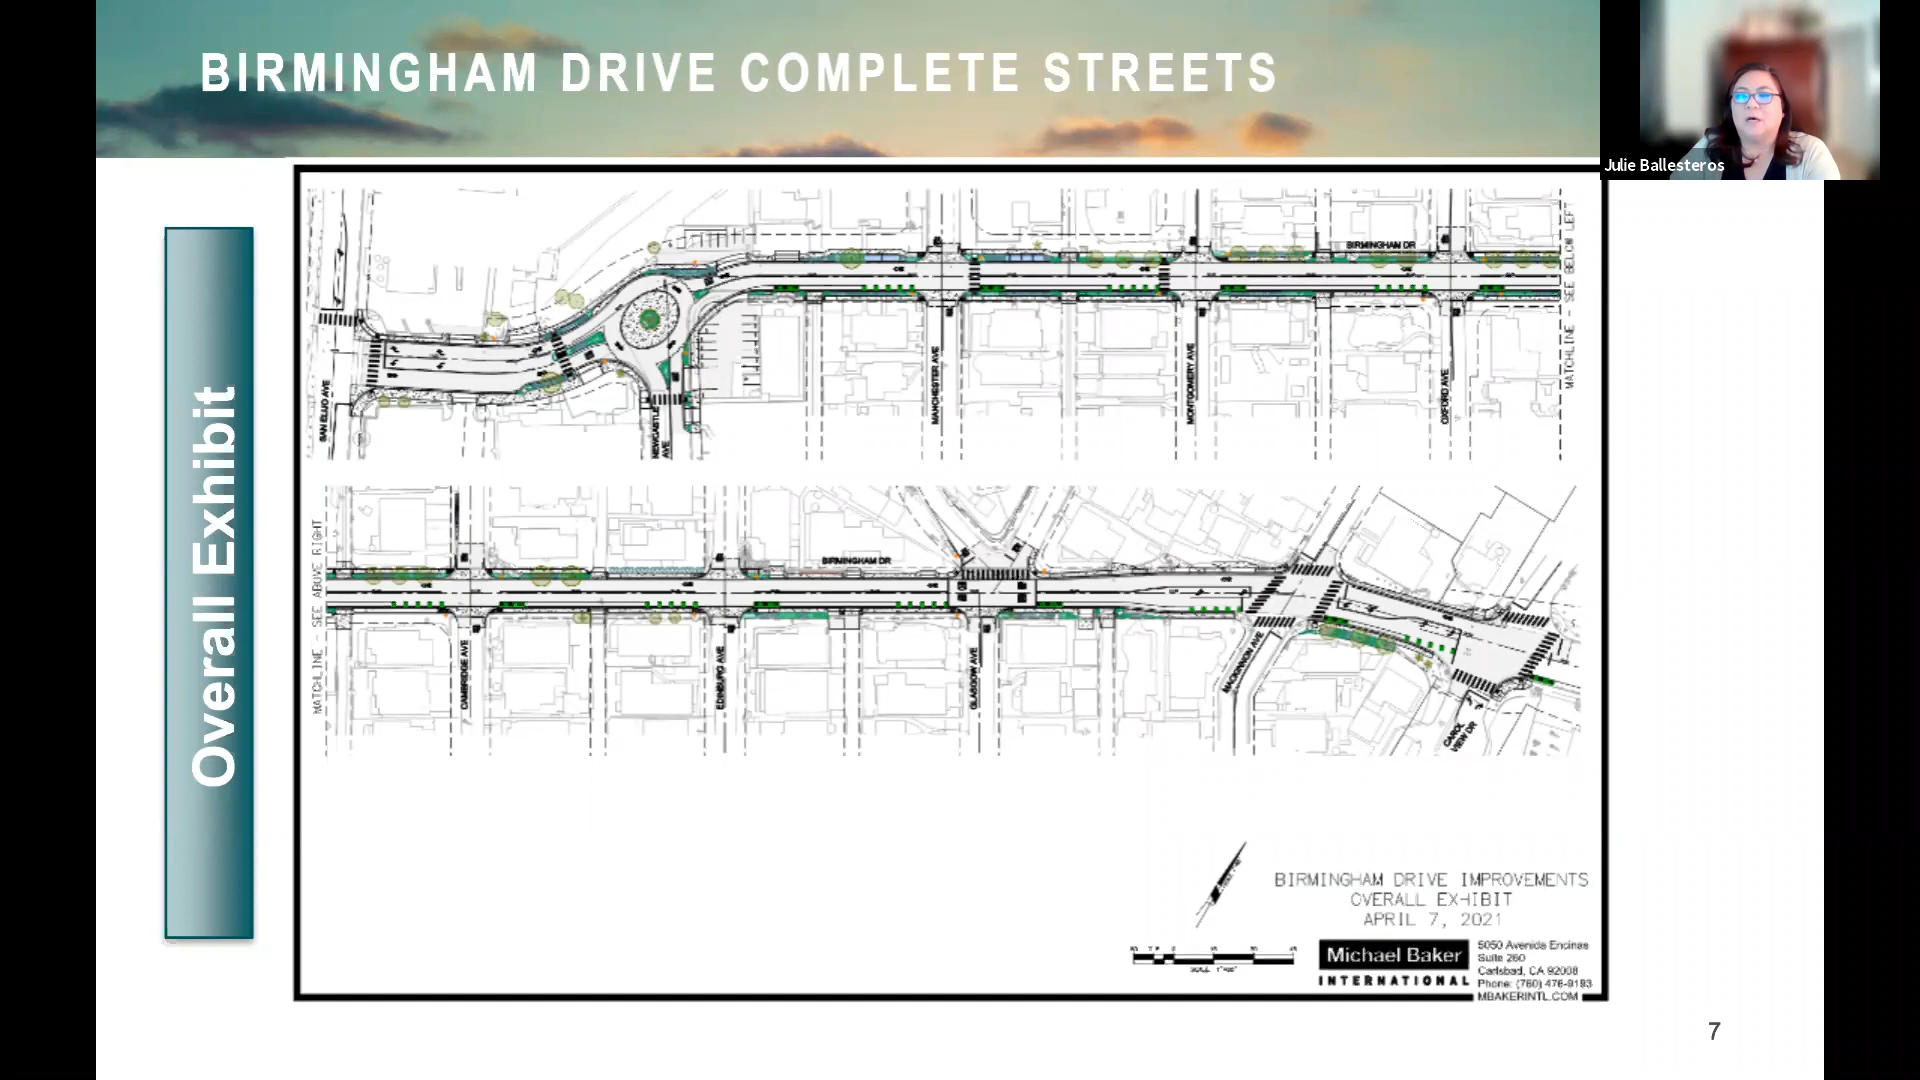 BIRMINGHAM DRIVE COMPLETE STREETS
Julie Ballesteros
Overall Exhibit
BIRMINGHAM DR
MATCHLINE - SEE BELOW LEFT
SAN ELIJO AVE
NEWCASTLE
AVE
MANCHESTER AVE
MONTGOMERY AVE
OXFORD AVE
MATCHLINE - SEE ABOVE RIGHT
BIRMINGHAM DR
CAMBRIDGE AVE
EDINBURG AVE
GLASGOW AVE
MACKINNON AVE
CAROL
VIEW DR
BIRMINGHAM DRIVE IMPROVEMENTS
OVERALL EXHIBIT
APRIL 7, 2021
Michael Baker
INTERNATIONAL
5050 Avenida Encinas
Suite 260
Carlsbad, CA 92008
Phone: (760) 476-9193
MBAKERINTL.COM
7